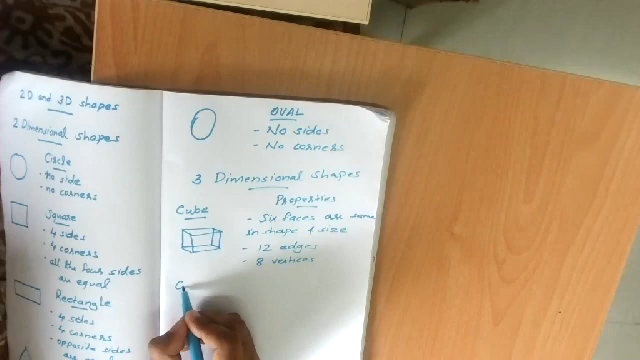 2D and 3D shapes
2 Dimensional shapes
Circle
- No side
- no corners
Square
- 4 sides
- 4 corners
- all the four sides
are equal
Rectangle
- 4 sides
- 4 corners
- opposite sides
are
OVAL
- No sides
- No corners
3 Dimensional shapes
Properties
Cube
- Six faces are same
in shape & size
- 12 edges
- 8 vertices
C